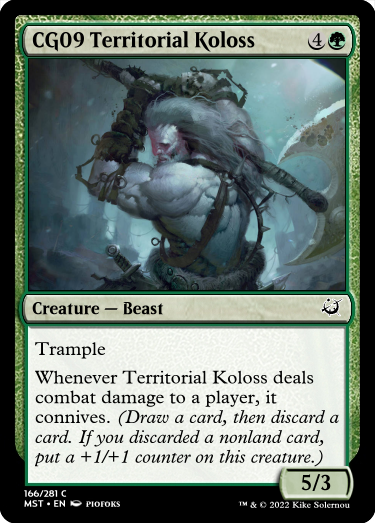 CG09 Territorial Koloss 4
Creature — Beast
Trample
Whenever Territorial Koloss deals
combat damage to a player, it
connives. (Draw a card, then discard a
card. If you discarded a nonland card,
put a +1/+1 counter on this creature.)
5/3
166/281 C
MST • EN PIOFOKS
™ & © 2022 Kike Solernou